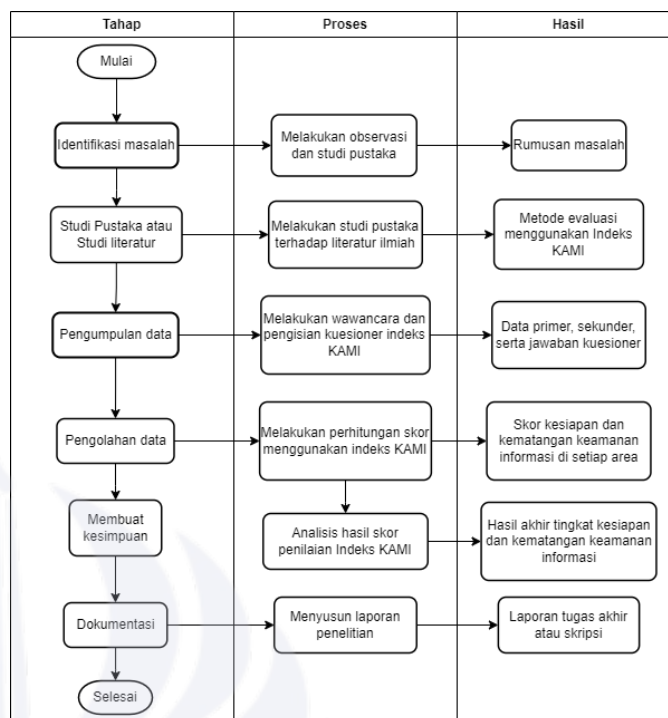 Tahap
Proses
Hasil
Mulai
Identifikasi masalah
Melakukan observasi
dan studi pustaka
Rumusan masalah
Studi Pustaka atau
Studi literatur
Melakukan studi pustaka
terhadap literatur ilmiah
Metode evaluasi
menggunakan Indeks
KAMI
Pengumpulan data
Melakukan wawancara dan
pengisian kuesioner indeks
KAMI
Data primer, sekunder,
serta jawaban kuesioner
Pengolahan data
Melakukan perhitungan skor
menggunakan indeks KAMI
Skor kesiapan dan
kematangan keamanan
informasi di setiap area
Membuat
kesimpuan
Analisis hasil skor
penilaian Indeks KAMI
Hasil akhir tingkat kesiapan
dan kematangan keamanan
informasi
Dokumentasi
Menyusun laporan
penelitian
Laporan tugas akhir
atau skripsi
Selesai